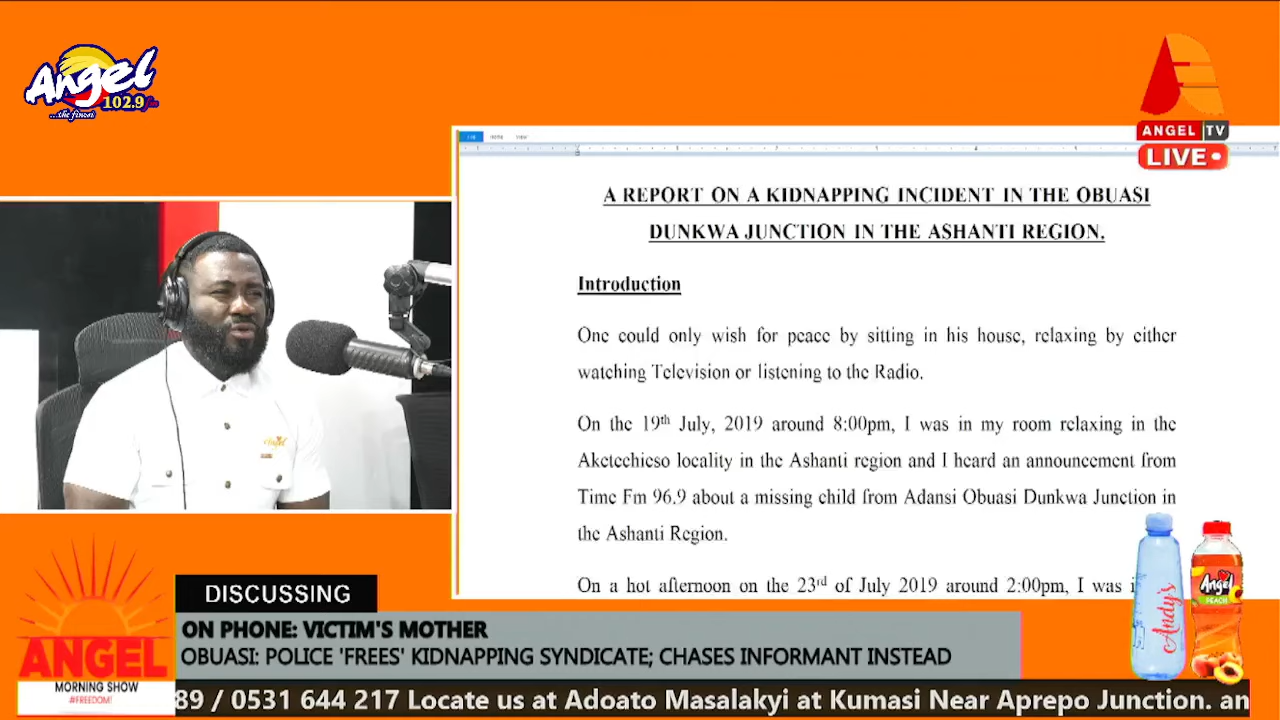 Angel
102.9 fm
...the finest
ANGEL TV
LIVE
A REPORT ON A KIDNAPPING INCIDENT IN THE OBUASI
DUNKWA JUNCTION IN THE ASHANTI REGION.
Introduction
One could only wish for peace by sitting in his house, relaxing by either
watching Television or listening to the Radio.
On the 19th July, 2019 around 8:00pm, I was in my room relaxing in the
Aketechieso locality in the Ashanti region and I heard an announcement from
Time Fm 96.9 about a missing child from Adansi Obuasi Dunkwa Junction in
the Ashanti Region.
On a hot afternoon on the 23rd of July 2019 around 2:00pm, I was
Andy's
Angel
PEACH
DISCUSSING
ON PHONE: VICTIM'S MOTHER
OBUASI: POLICE 'FREES' KIDNAPPING SYNDICATE; CHASES INFORMANT INSTEAD
ANGEL
MORNING SHOW
#FREEDOM!
89 / 0531 644 217 Locate us at Adoato Masalakyi at Kumasi Near Aprepo Junction. an